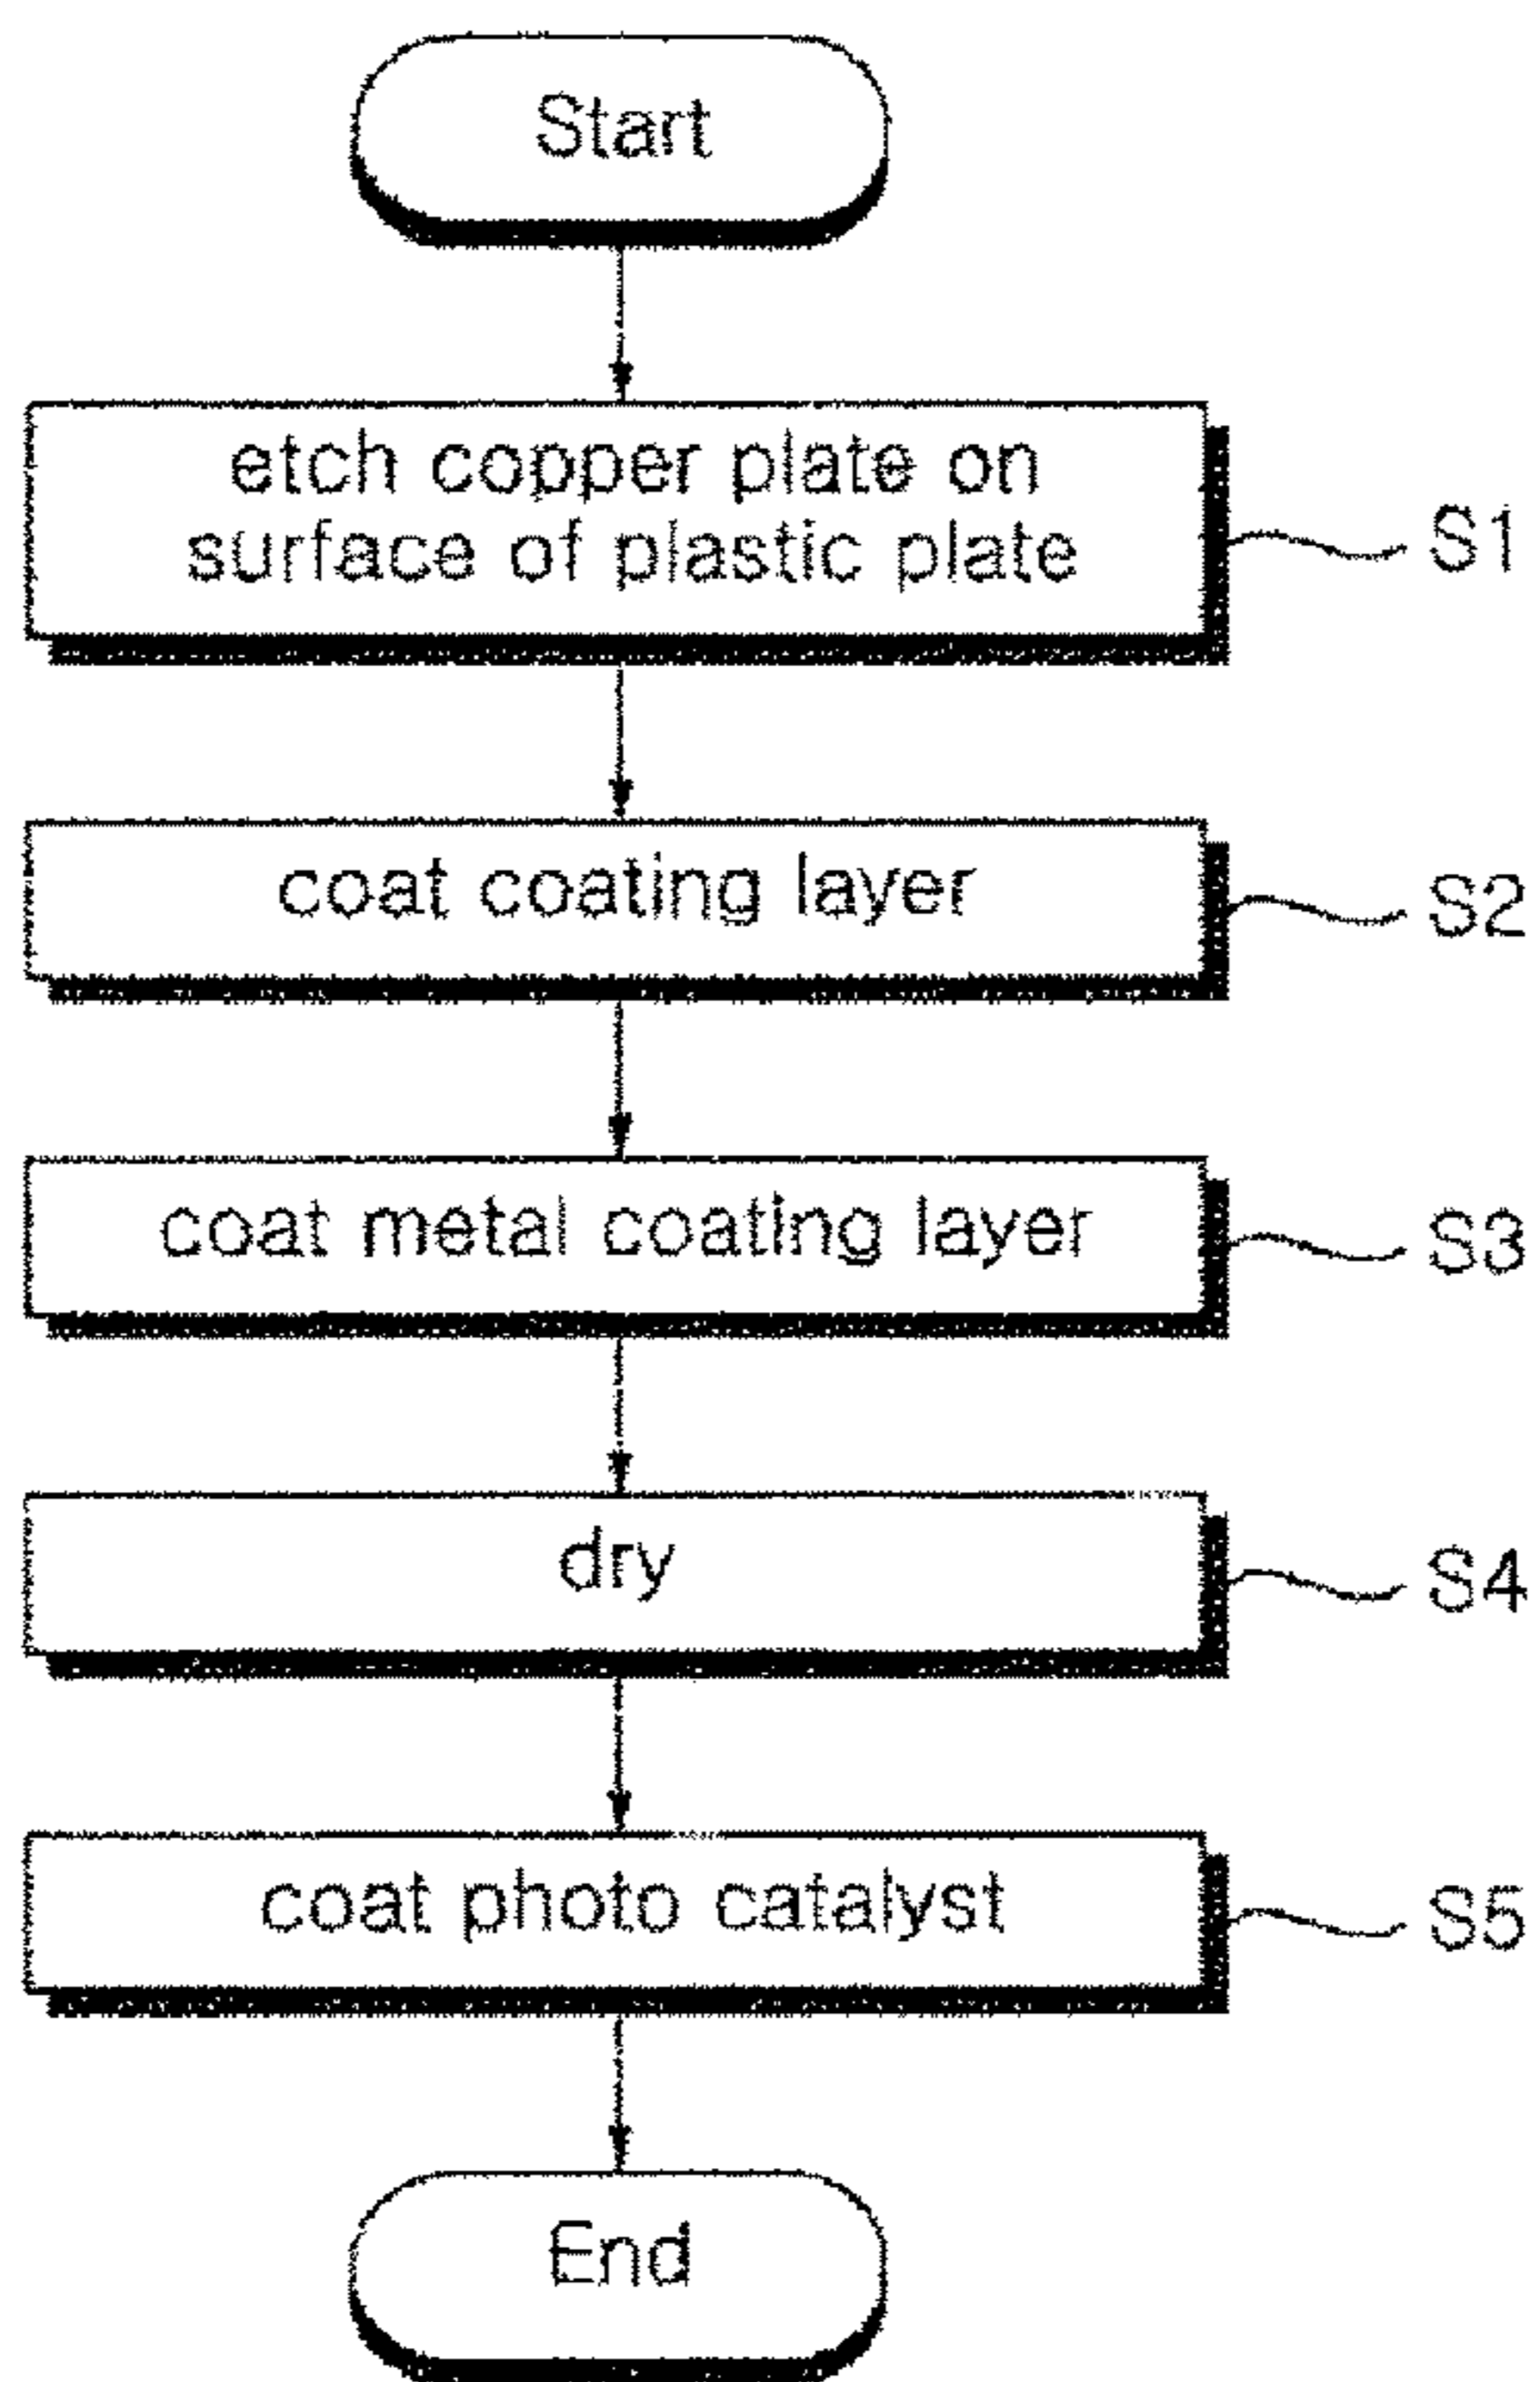 Start
etch copper plate on
surface of plastic plate
S1
coat coating layer
S2
coat metal coating layer
S3
dry
S4
coat photo catalyst
S5
End